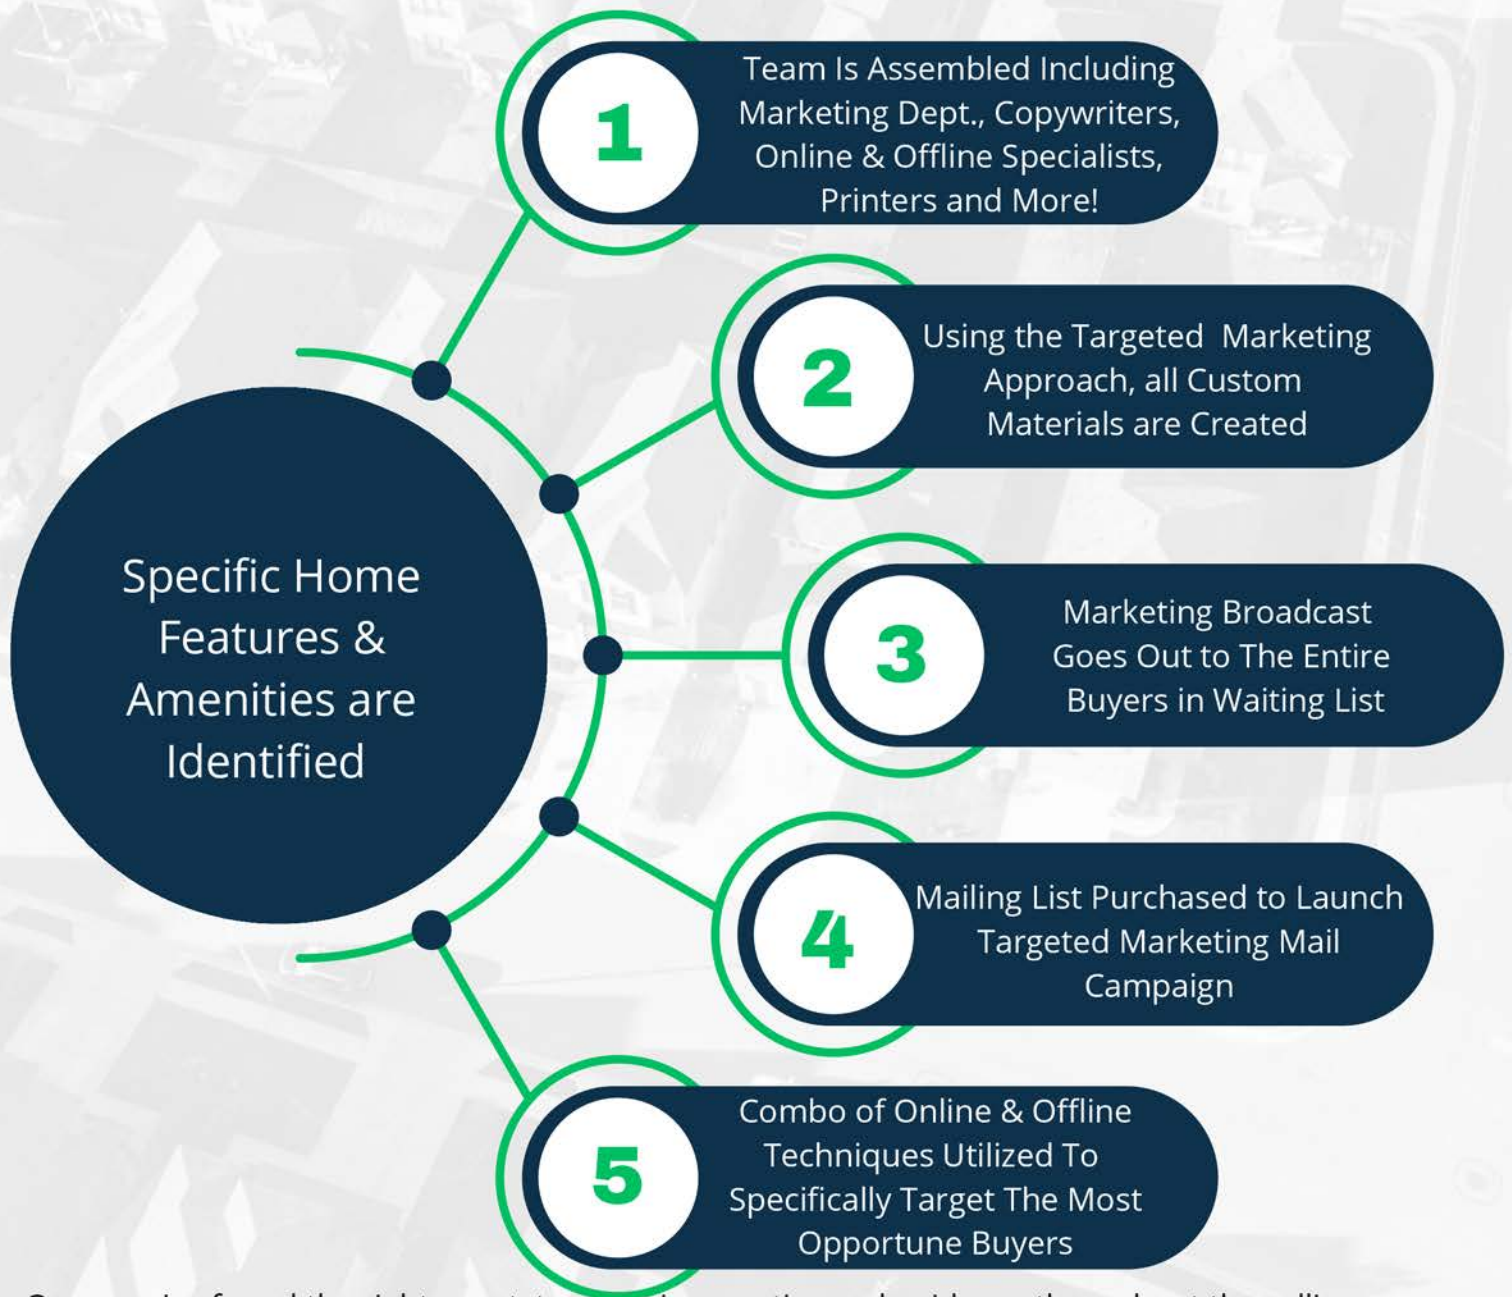 Specific Home
Features &
Amenities are
Identified
1
Team Is Assembled Including
Marketing Dept., Copywriters,
Online & Offline Specialists,
Printers and More!
2
Using the Targeted Marketing
Approach, all Custom
Materials are Created
3
Marketing Broadcast
Goes Out to The Entire
Buyers in Waiting List
4
Mailing List Purchased to Launch
Targeted Marketing Mail
Campaign
5
Combo of Online & Offline
Techniques Utilized To
Specifically Target The Most
Opportune Buyers